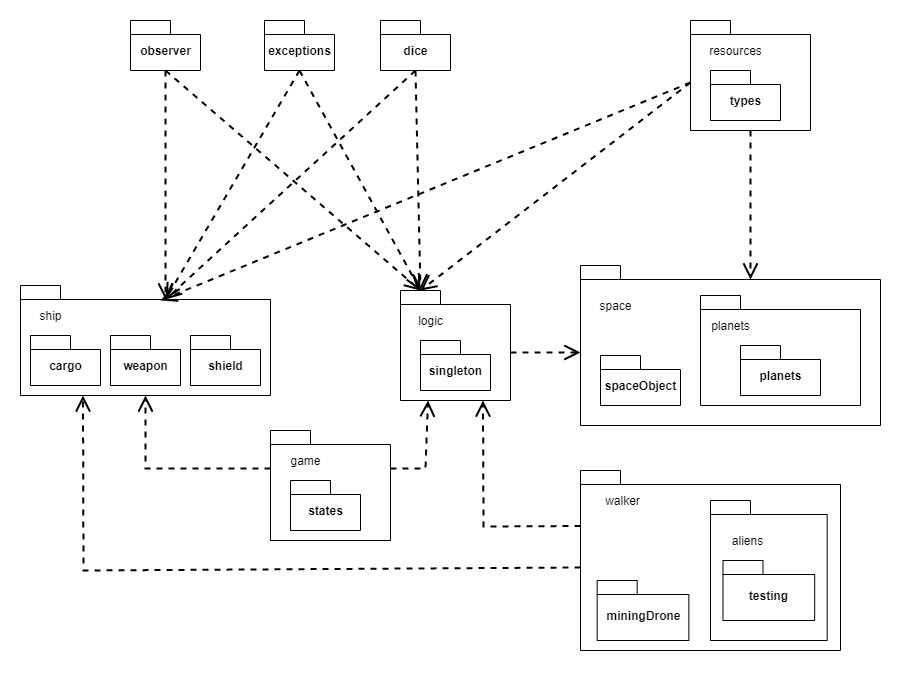 observer
exceptions
dice
resources
types
ship
cargo
weapon
shield
logic
singleton
space
spaceObject
planets
planets
game
states
walker
miningDrone
aliens
testing